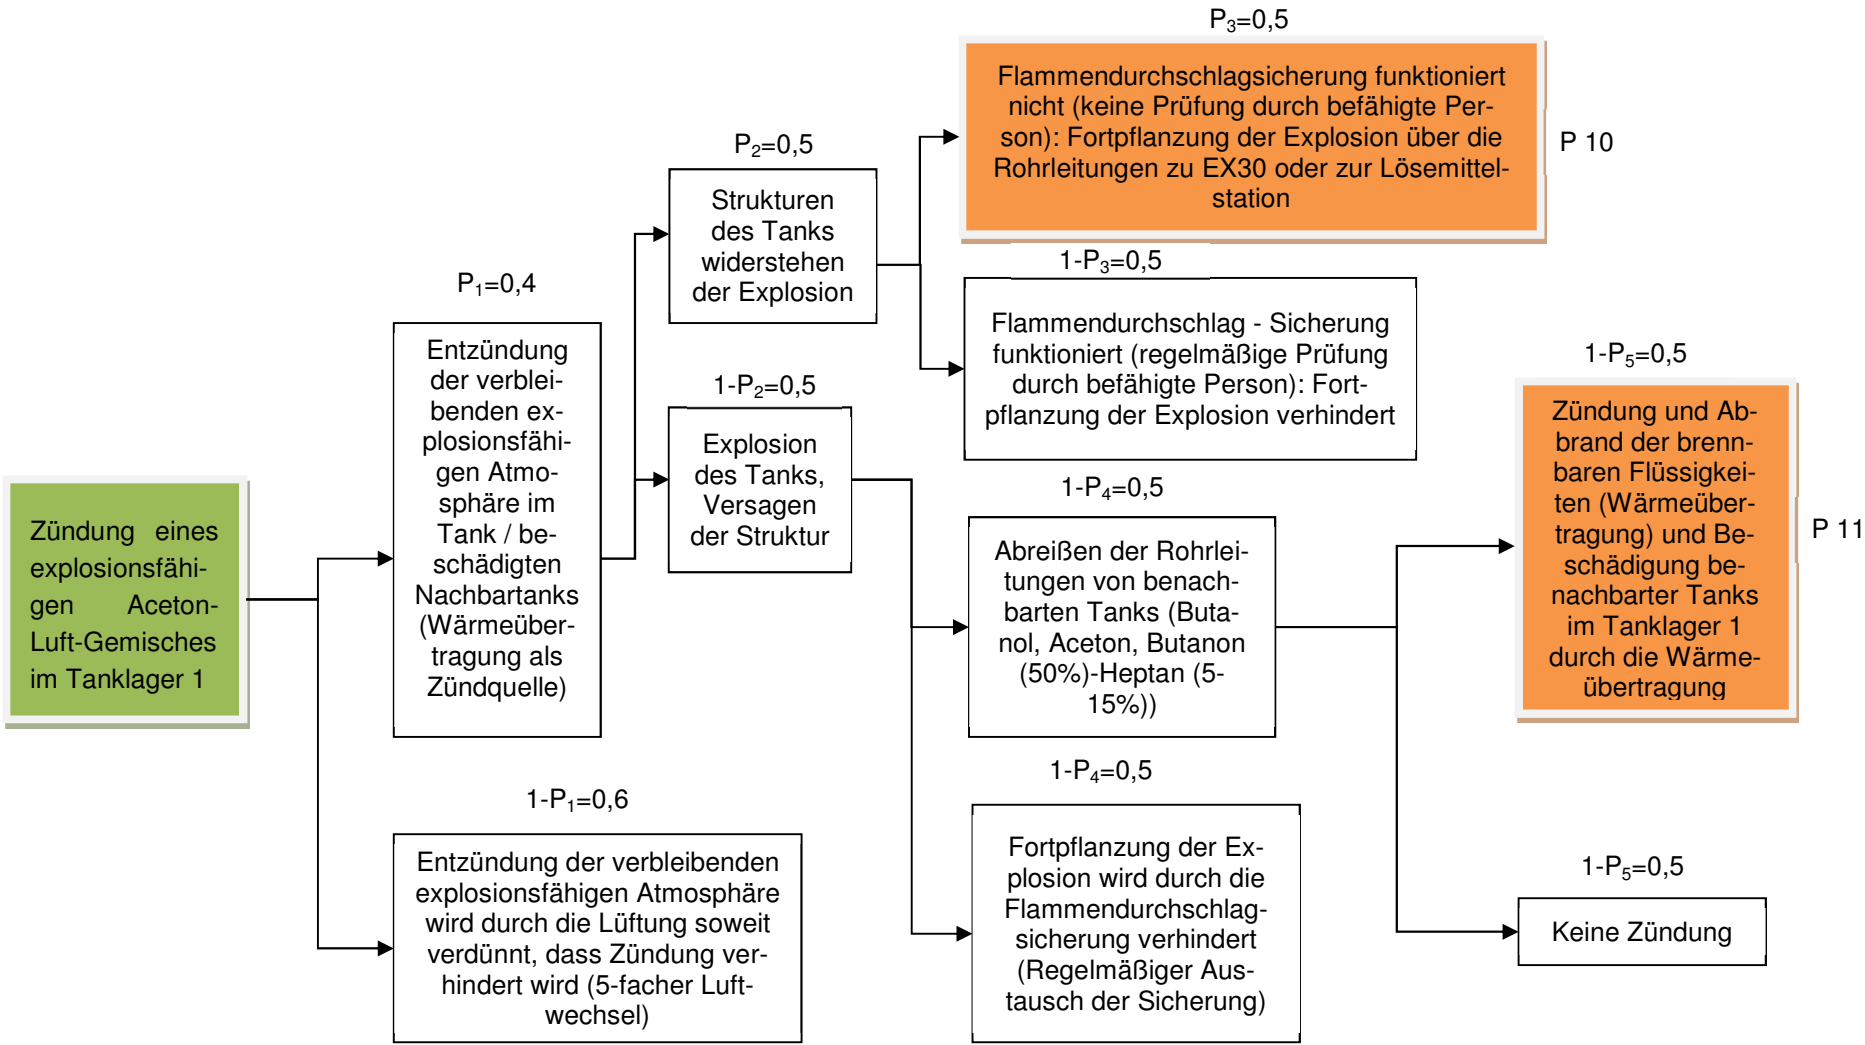 P3=0,5
Flammendurchschlagsicherung funktioniert
nicht (keine Prüfung durch befähigte Per-
son): Fortpflanzung der Explosion über die
Rohrleitungen zu EX30 oder zur Lösemittel-
station
P 10
P2=0,5
Strukturen
des Tanks
widerstehen
der Explosion
1-P3=0,5
Flammendurchschlag - Sicherung
funktioniert (regelmäßige Prüfung
durch befähigte Person): Fort-
pflanzung der Explosion verhindert
P1=0,4
Entzündung
der verblei-
benden ex-
plosionsfähi-
gen Atmo-
sphäre im
Tank / be-
schädigten
Nachbartanks
(Wärmeüber-
tragung als
Zündquelle)
1-P2=0,5
Explosion
des Tanks,
Versagen
der Struktur
1-P5=0,5
Zündung und Ab-
brand der brenn-
baren Flüssigkei-
ten (Wärmeüber-
tragung) und Be-
schädigung be-
nachbarter Tanks
im Tanklager 1
durch die Wärme-
übertragung
P 11
Zündung eines
explosionsfähi-
gen Aceton-
Luft-Gemisches
im Tanklager 1
1-P4=0,5
Abreißen der Rohrlei-
tungen von benach-
barten Tanks (Buta-
nol, Aceton, Butanon
(50%)-Heptan (5-
15%))
1-P4=0,5
Fortpflanzung der Ex-
plosion wird durch die
Flammendurchschlag-
sicherung verhindert
(Regelmäßiger Aus-
tausch der Sicherung)
1-P1=0,6
Entzündung der verbleibenden
explosionsfähigen Atmosphäre
wird durch die Lüftung soweit
verdünnt, dass Zündung ver-
hindert wird (5-facher Luft-
wechsel)
1-P5=0,5
Keine Zündung